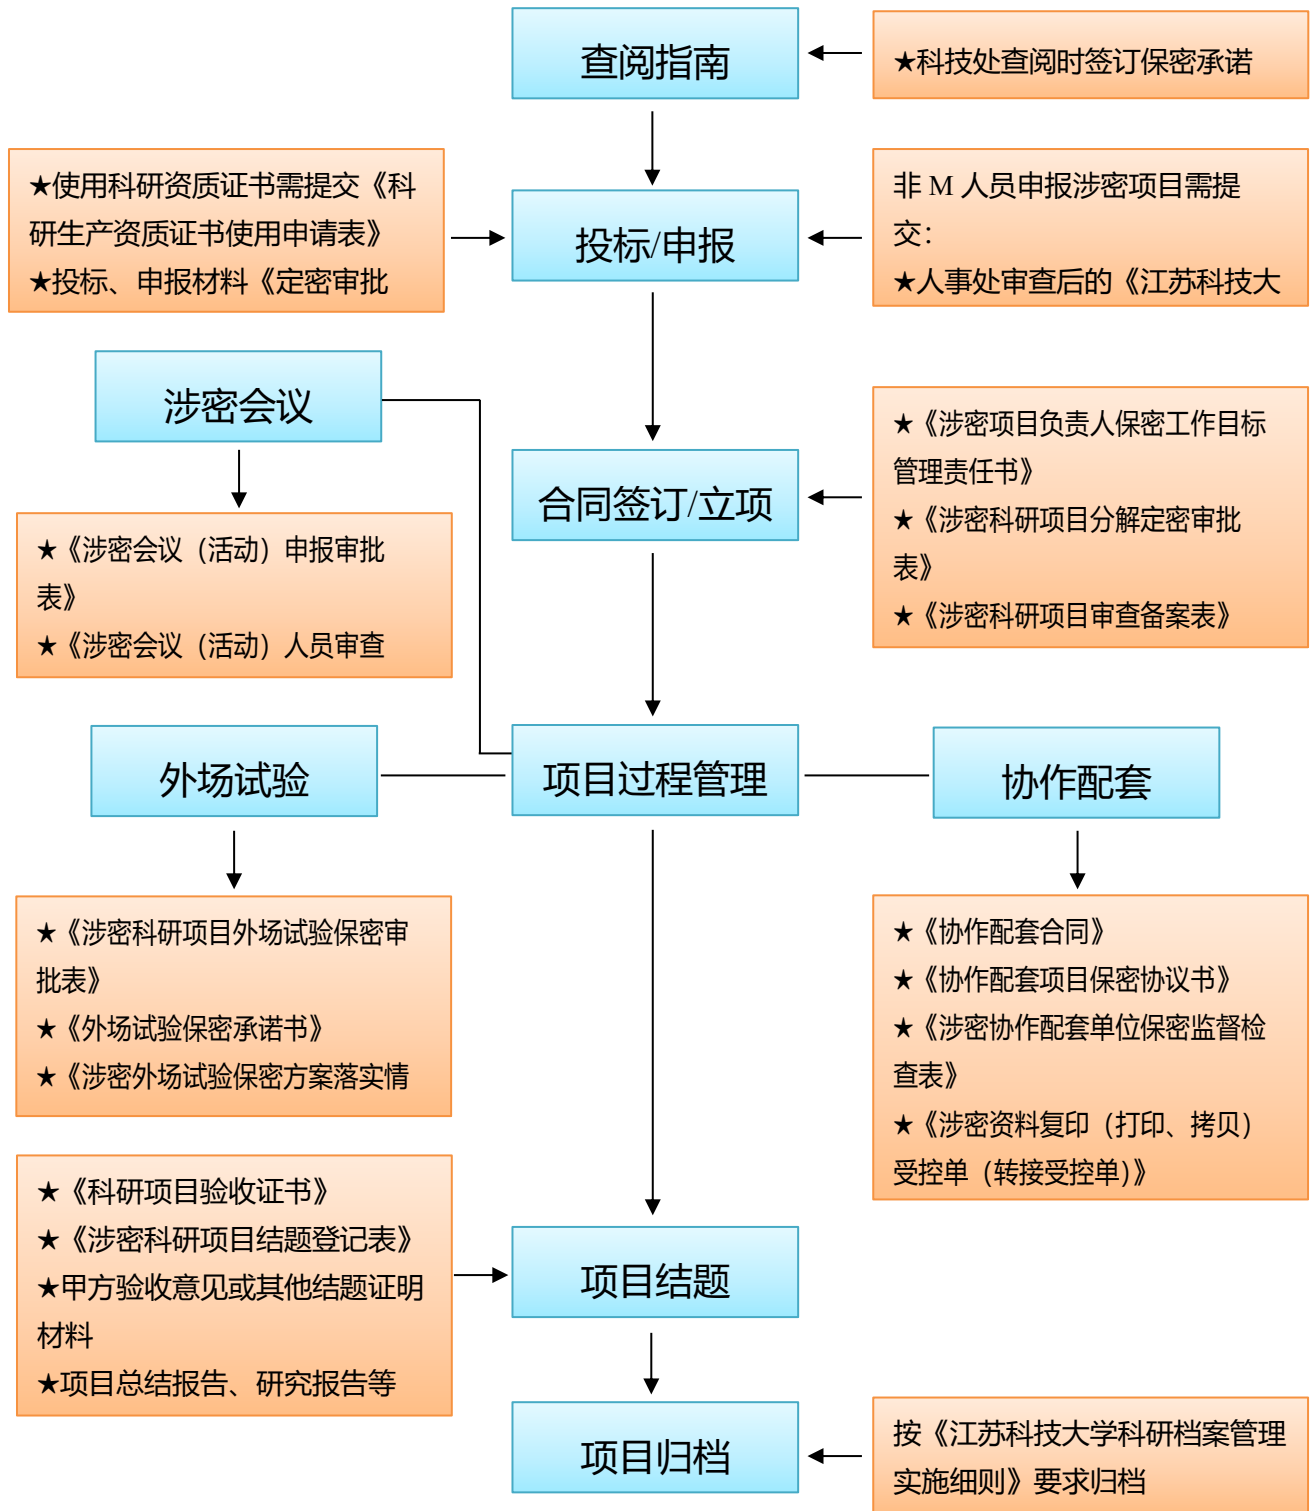 查阅指南
★科技处查阅时签订保密承诺
★使用科研资质证书需提交《科
研生产资质证书使用申请表》
★投标、申报材料《定密审批
投标/申报
非 M 人员申报涉密项目需提
交：
★人事处审查后的《江苏科技大
涉密会议
★《涉密会议（活动）申报审批
表》
★《涉密会议（活动）人员审查
合同签订/立项
★《涉密项目负责人保密工作目标
管理责任书》
★《涉密科研项目分解定密审批
表》
★《涉密科研项目审查备案表》
外场试验
项目过程管理
协作配套
★《涉密科研项目外场试验保密审
批表》
★《外场试验保密承诺书》
★《涉密外场试验保密方案落实情
★《协作配套合同》
★《协作配套项目保密协议书》
★《涉密协作配套单位保密监督检
查表》
★《涉密资料复印（打印、拷贝）
受控单（转接受控单）》
★《科研项目验收证书》
★《涉密科研项目结题登记表》
★甲方验收意见或其他结题证明
材料
★项目总结报告、研究报告等
项目结题
项目归档
按《江苏科技大学科研档案管理
实施细则》要求归档